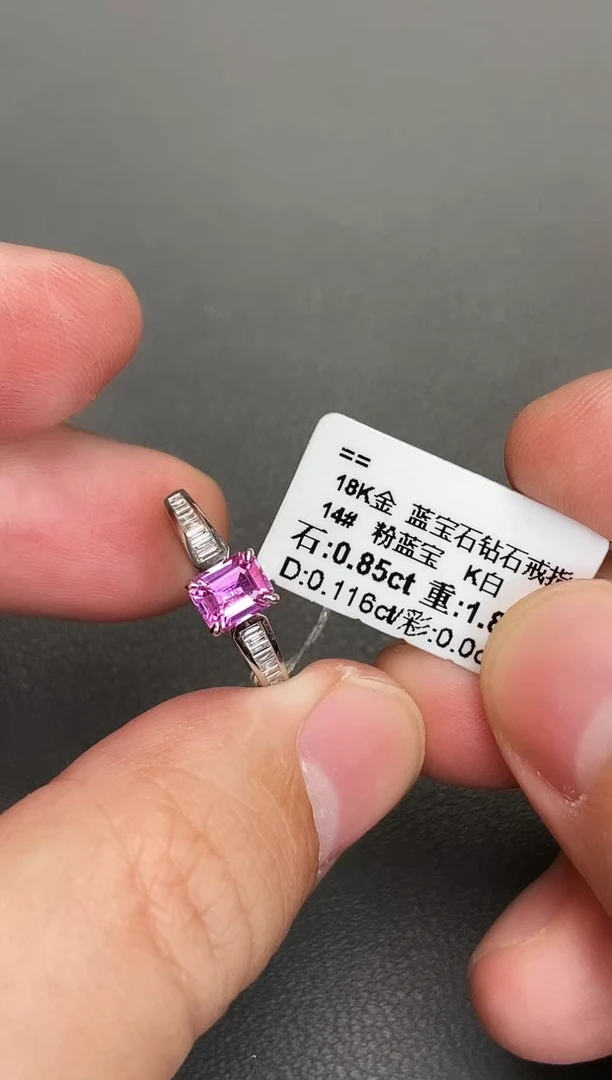 ==
18K金 蓝宝石钻石戒指
14# 粉蓝宝 K白
石:0.85ct 重:1.8
D:0.116ct/彩:0.0